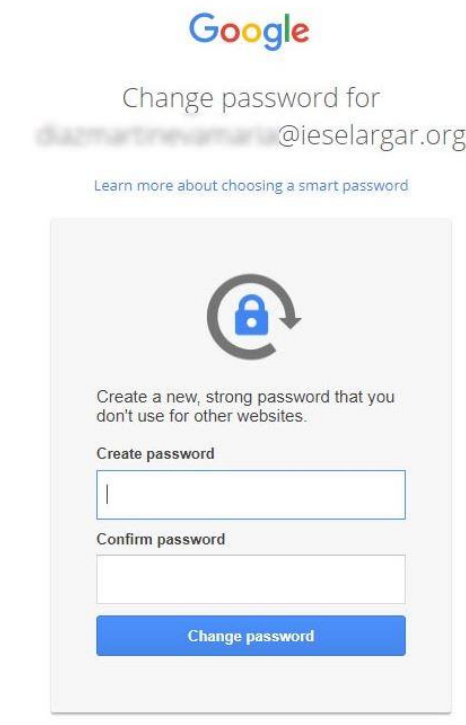 Google
Change password for
@ieselargar.org
Learn more about choosing a smart password
Create a new, strong password that you
don't use for other websites.
Create password
Confirm password
Change password